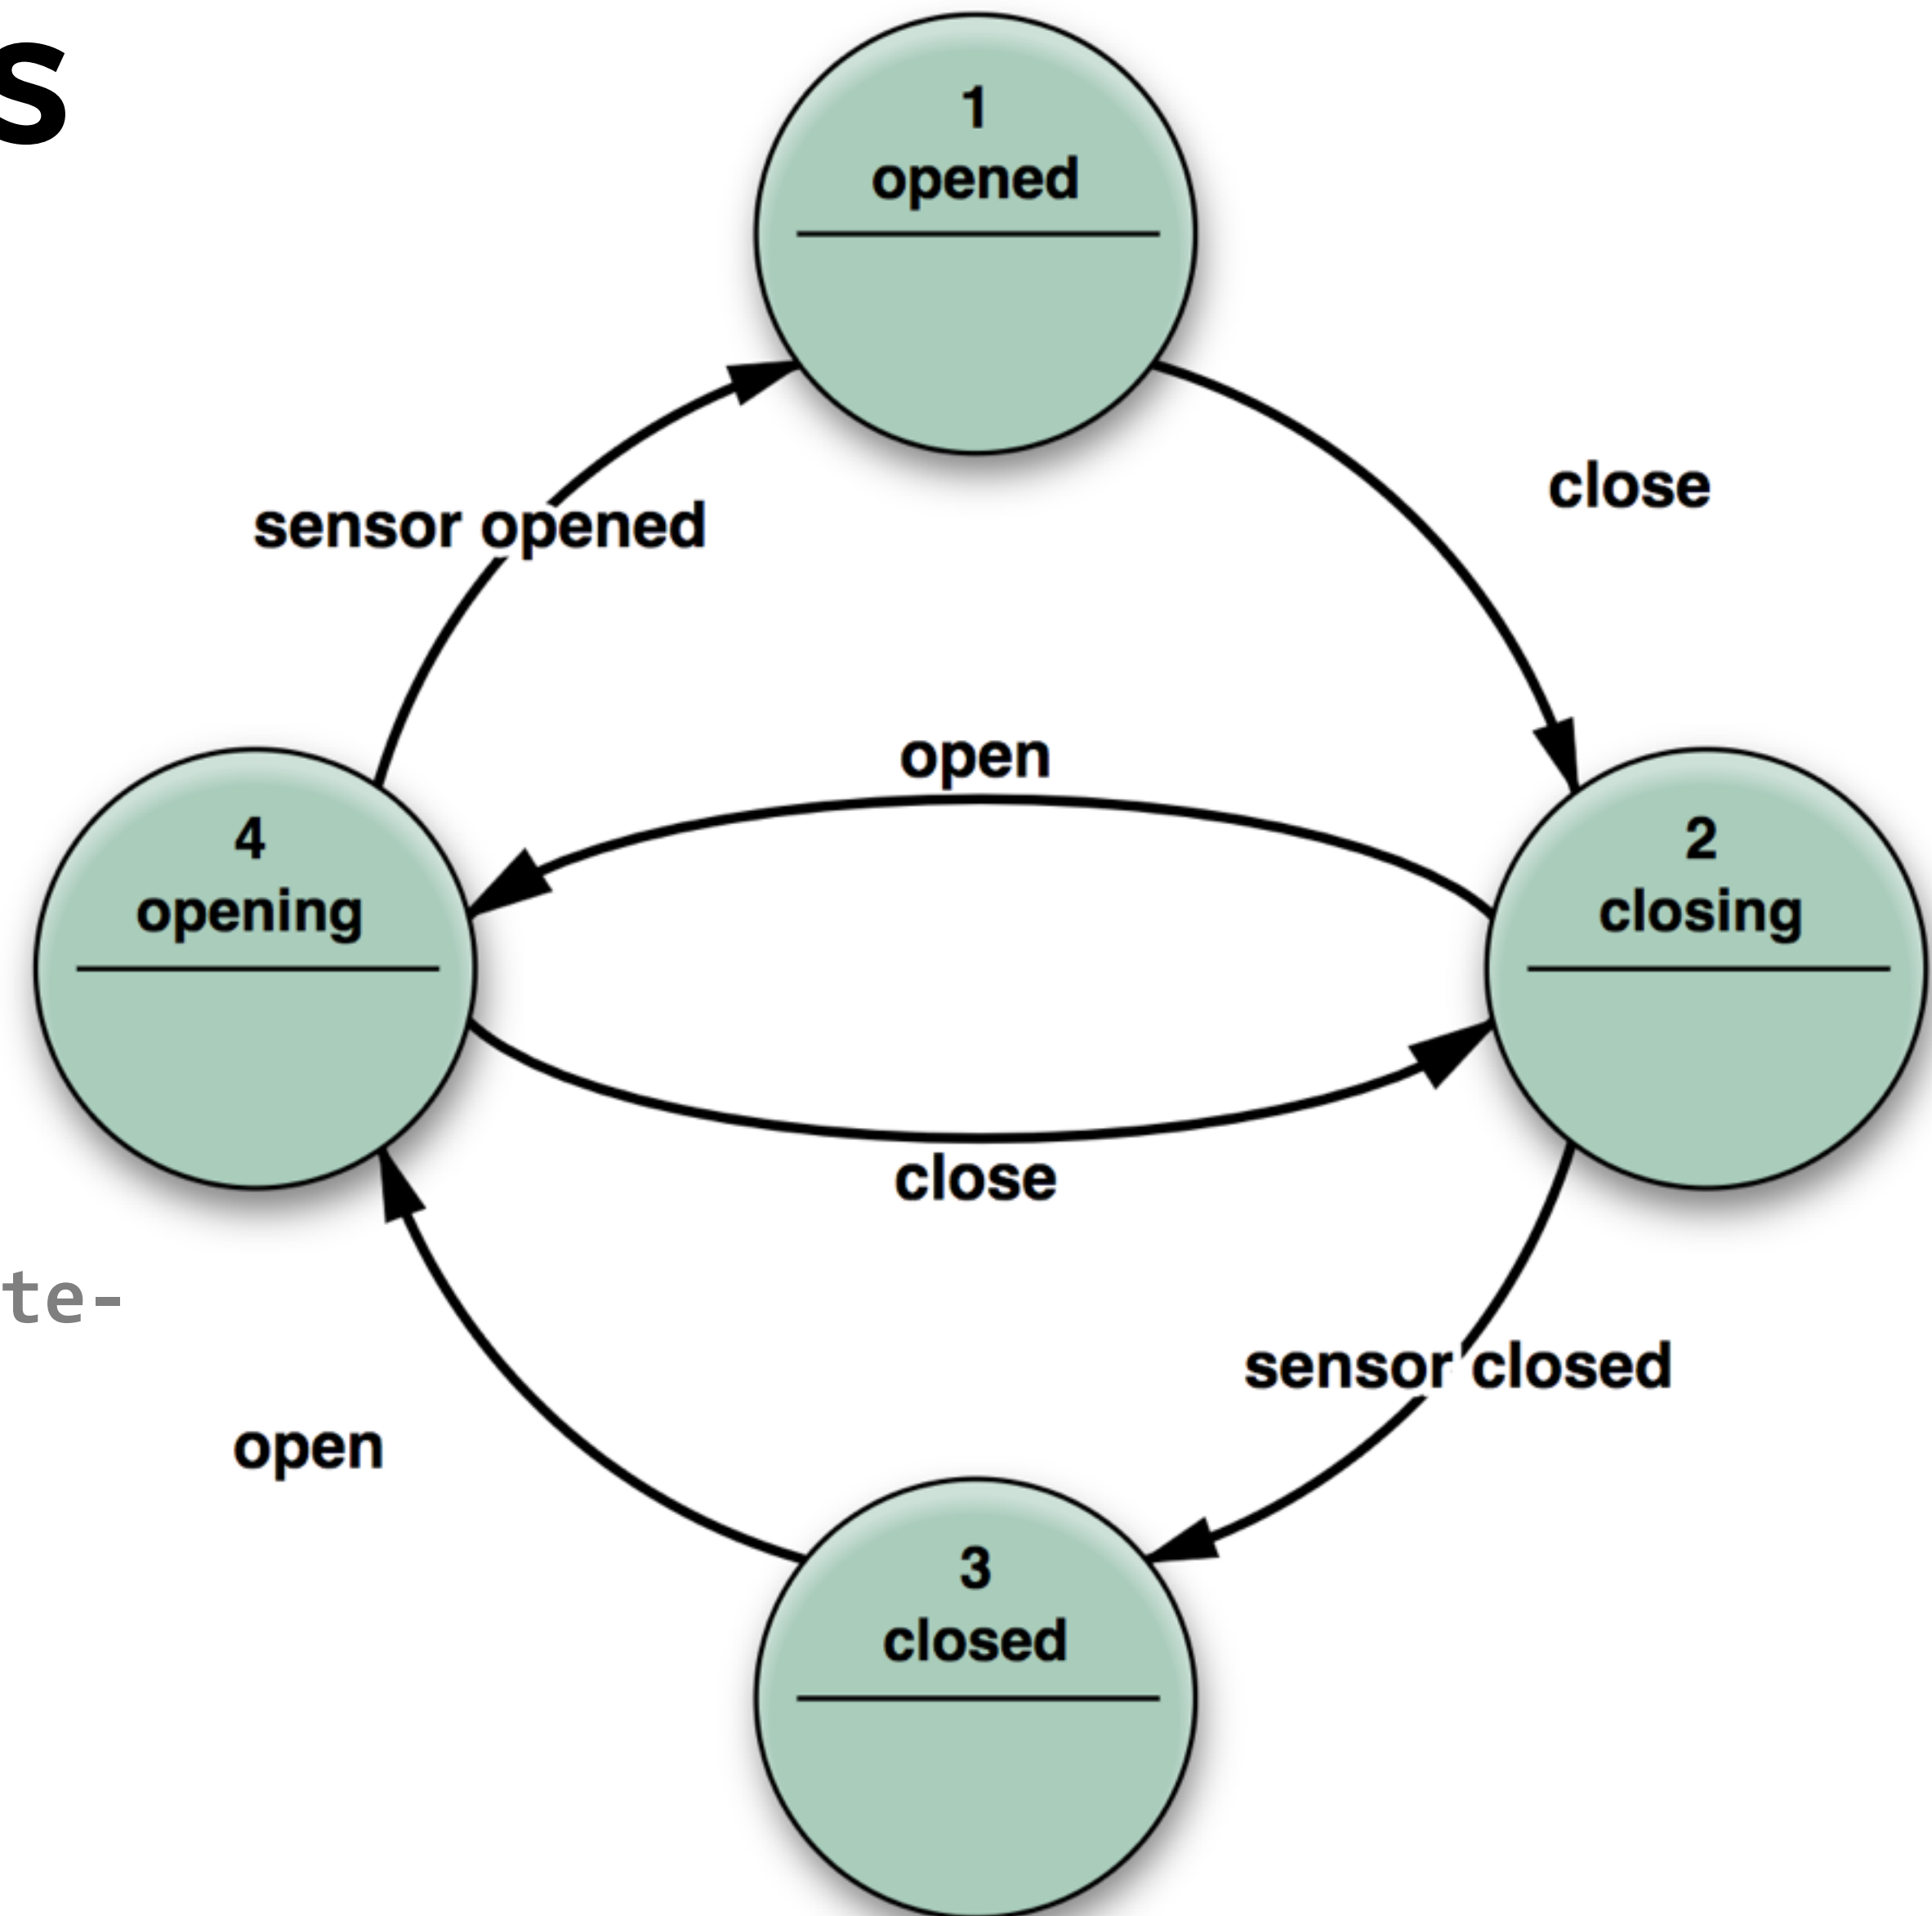 s
1
opened
close
sensor opened
open
4
opening
2
closing
close
te-
sensor closed
open
3
closed